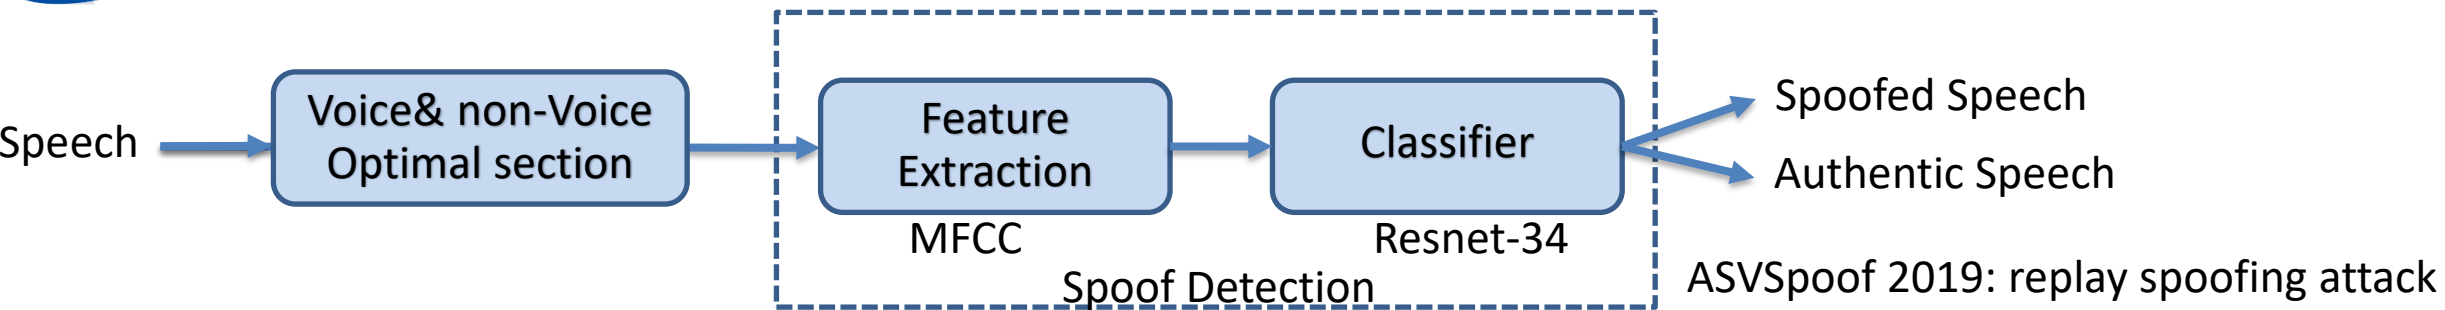 Speech
Voice& non-Voice
Optimal section
Feature
Extraction
MFCC
Classifier
Resnet-34
Spoof Detection
Spoofed Speech
Authentic Speech
ASVSpoof 2019: replay spoofing attack